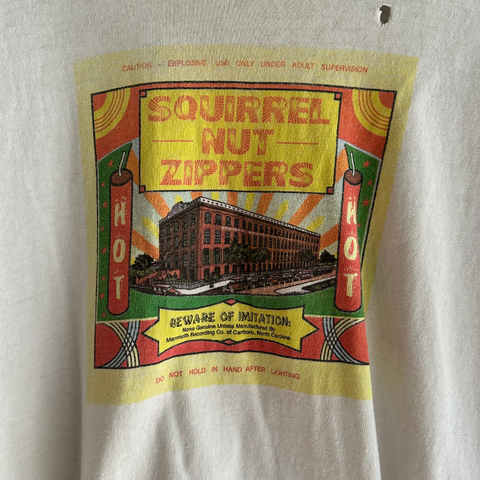 CAUTION - EXPLOSIVE, USE ONLY UNDER ADULT SUPERVISION
SQUIRREL
NUT
ZIPPERS
HOT
HOT
BEWARE OF IMITATION:
None Genuine Unless Manufactured By
Mammoth Recording Co. of Carrboro, North Carolina
DO NOT HOLD IN HAND AFTER LIGHTING